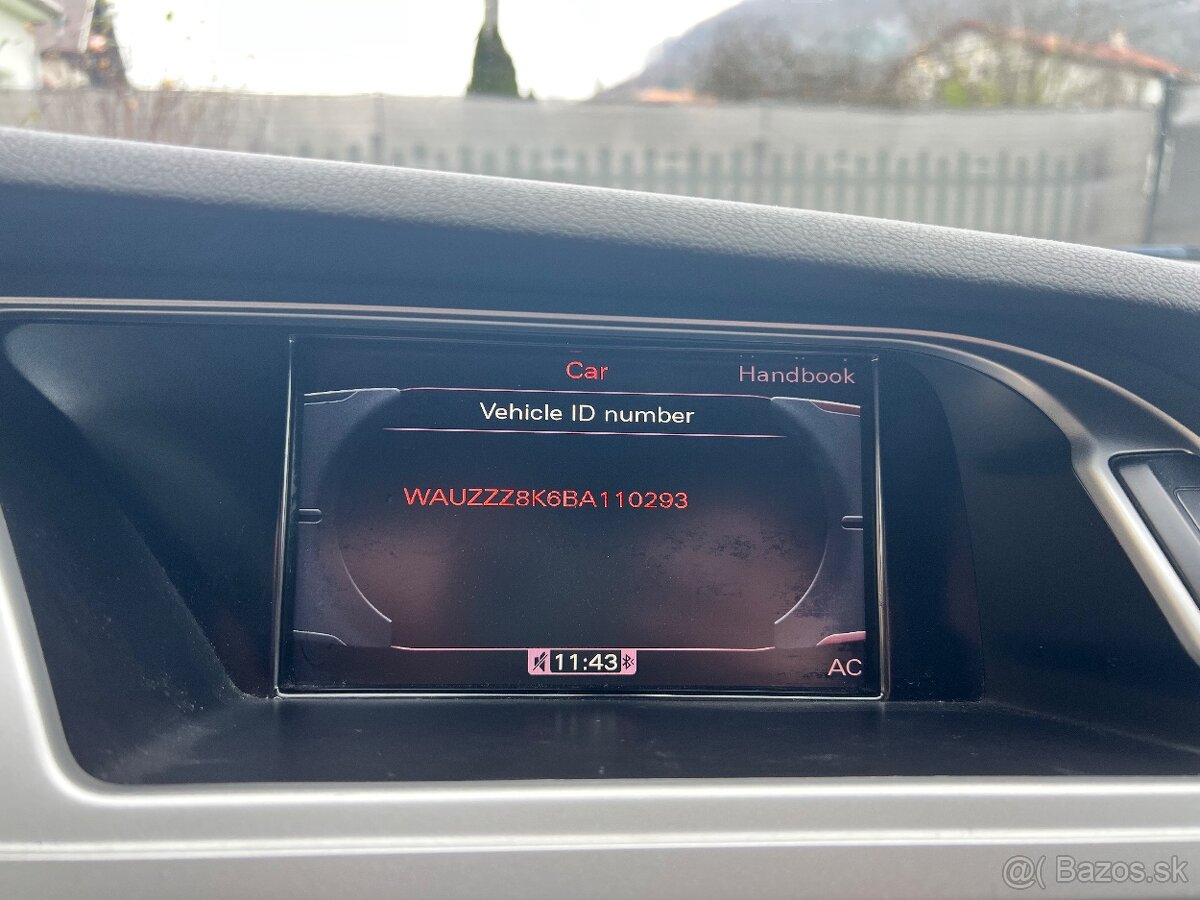 Car
Handbook
Vehicle ID number
WAUZZZ8K6BA110293
11:43
AC
@( Bazos.sk